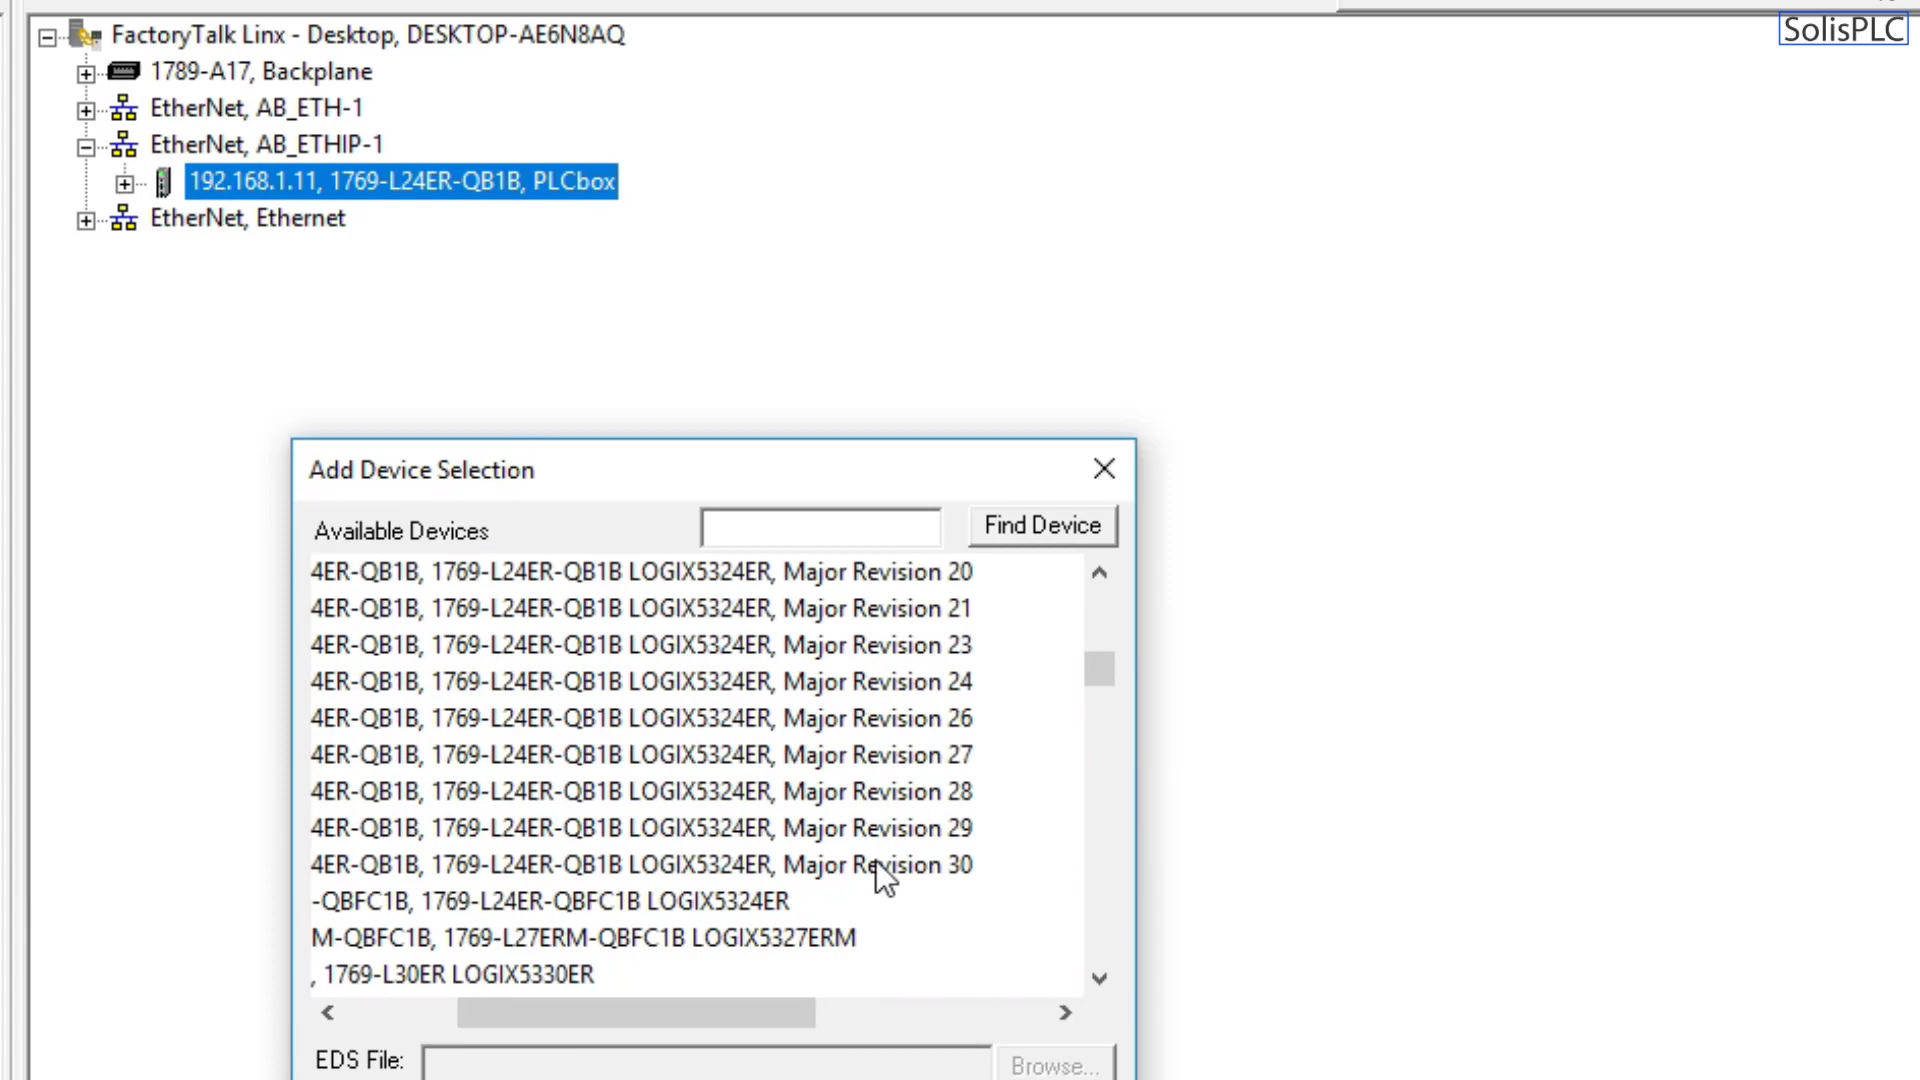 SolisPLC
FactoryTalk Linx - Desktop, DESKTOP-AE6N8AQ
1789-A17, Backplane
EtherNet, AB_ETH-1
EtherNet, AB_ETHIP-1
192.168.1.11, 1769-L24ER-QB1B, PLCbox
EtherNet, Ethernet
Add Device Selection
Available Devices
Find Device
4ER-QB1B, 1769-L24ER-QB1B LOGIX5324ER, Major Revision 20
4ER-QB1B, 1769-L24ER-QB1B LOGIX5324ER, Major Revision 21
4ER-QB1B, 1769-L24ER-QB1B LOGIX5324ER, Major Revision 23
4ER-QB1B, 1769-L24ER-QB1B LOGIX5324ER, Major Revision 24
4ER-QB1B, 1769-L24ER-QB1B LOGIX5324ER, Major Revision 26
4ER-QB1B, 1769-L24ER-QB1B LOGIX5324ER, Major Revision 27
4ER-QB1B, 1769-L24ER-QB1B LOGIX5324ER, Major Revision 28
4ER-QB1B, 1769-L24ER-QB1B LOGIX5324ER, Major Revision 29
4ER-QB1B, 1769-L24ER-QB1B LOGIX5324ER, Major Revision 30
-QBFC1B, 1769-L24ER-QBFC1B LOGIX5324ER
M-QBFC1B, 1769-L27ERM-QBFC1B LOGIX5327ERM
, 1769-L30ER LOGIX5330ER
EDS File:
Browse...